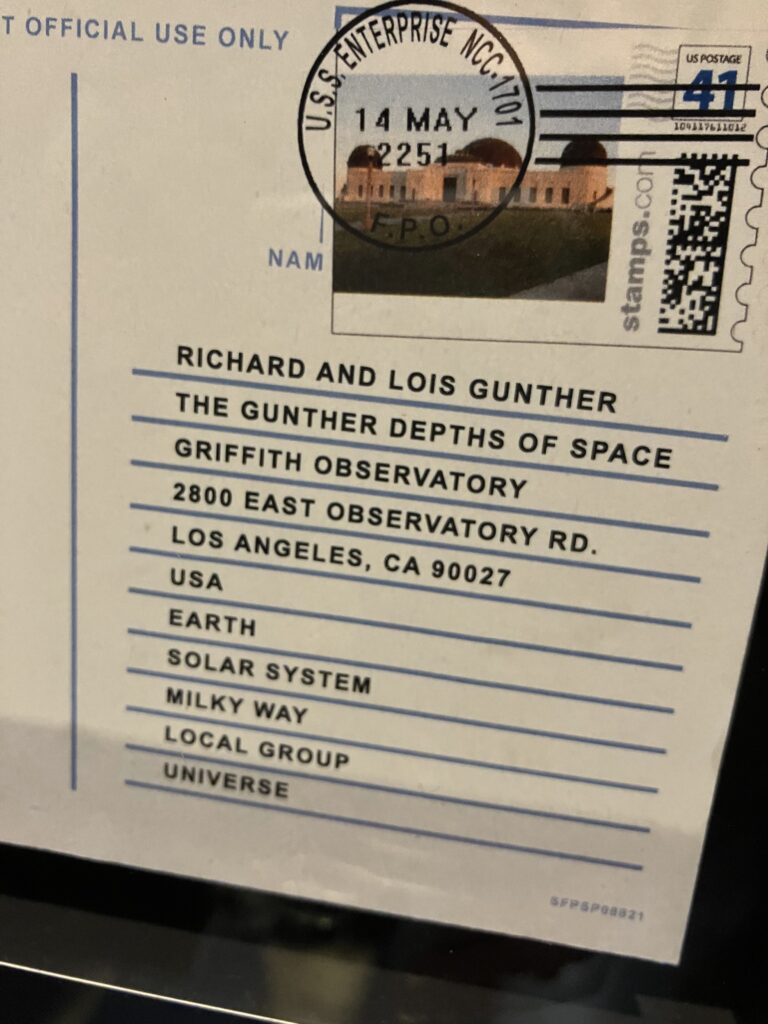 T OFFICIAL USE ONLY
U.S.S. ENTERPRISE NCC-1701
14 MAY
2251
F.P.O.
US POSTAGE
41
stamps.com
NAM
RICHARD AND LOIS GUNTHER
THE GUNTHER DEPTHS OF SPACE
GRIFFITH OBSERVATORY
2800 EAST OBSERVATORY RD.
LOS ANGELES, CA 90027
USA
EARTH
SOLAR SYSTEM
MILKY WAY
LOCAL GROUP
UNIVERSE